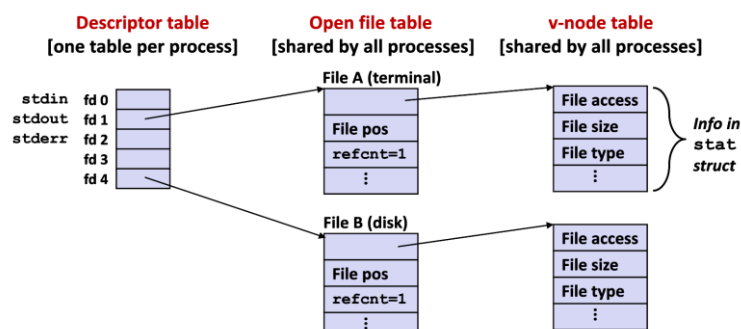 Descriptor table
[one table per process]
Open file table
[shared by all processes]
v-node table
[shared by all processes]
stdin fd 0
stdout fd 1
stderr fd 2
fd 3
fd 4
File A (terminal)
File pos
refcnt=1
⋮
File access
File size
File type
⋮
Info in
stat
struct
File B (disk)
File pos
refcnt=1
⋮
File access
File size
File type
⋮